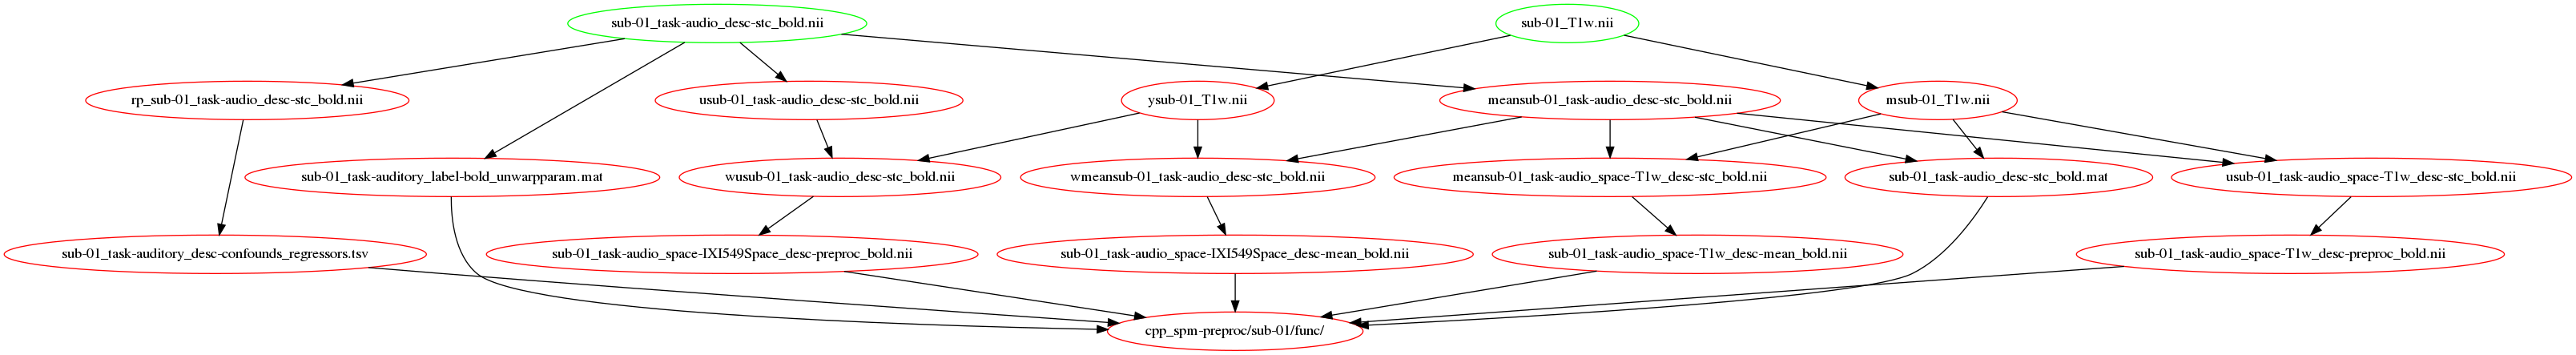 sub-01_task-audio_desc-stc_bold.nii
sub-01_T1w.nii
rp_sub-01_task-audio_desc-stc_bold.nii
usub-01_task-audio_desc-stc_bold.nii
ysub-01_T1w.nii
meansub-01_task-audio_desc-stc_bold.nii
msub-01_T1w.nii
sub-01_task-auditory_label-bold_unwarpparam.mat
wusub-01_task-audio_desc-stc_bold.nii
wmeansub-01_task-audio_desc-stc_bold.nii
meansub-01_task-audio_space-T1w_desc-stc_bold.nii
sub-01_task-audio_desc-stc_bold.mat
usub-01_task-audio_space-T1w_desc-stc_bold.nii
sub-01_task-auditory_desc-confounds_regressors.tsv
sub-01_task-audio_space-IXI549Space_desc-preproc_bold.nii
sub-01_task-audio_space-IXI549Space_desc-mean_bold.nii
sub-01_task-audio_space-T1w_desc-mean_bold.nii
sub-01_task-audio_space-T1w_desc-preproc_bold.nii
cpp_spm-preproc/sub-01/func/